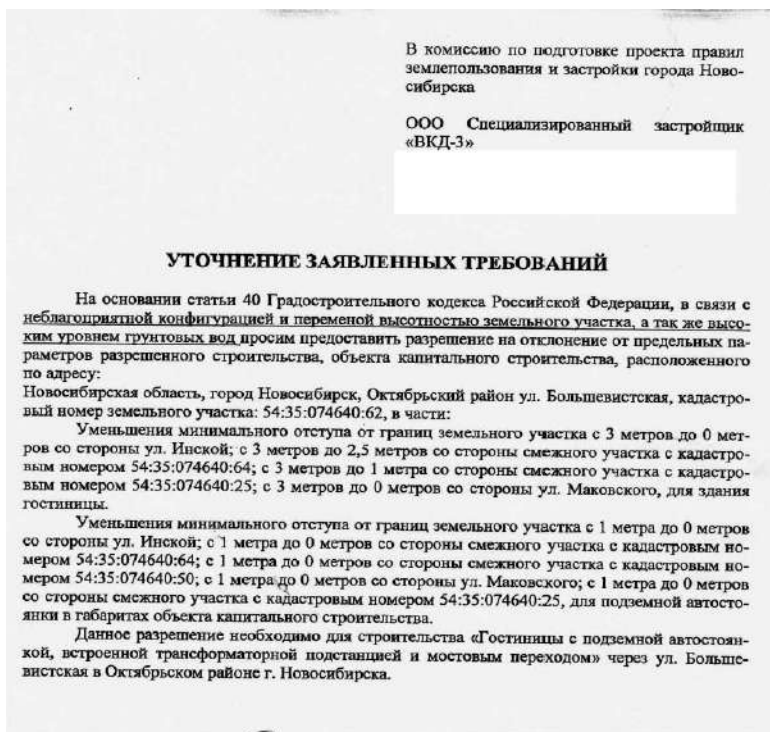 В комиссию по подготовке проекта правил
землепользования и застройки города Ново-
сибирска
ООО Специализированный застройщик
«ВКД-3»
УТОЧНЕНИЕ ЗАЯВЛЕННЫХ ТРЕБОВАНИЙ
На основании статьи 40 Градостроительного кодекса Российской Федерации, в связи с
неблагоприятной конфигурацией и переменой высотностью земельного участка, а так же высо-
ким уровнем грунтовых вод просим предоставить разрешение на отклонение от предельных па-
раметров разрешенного строительства, объекта капитального строительства, расположенного
по адресу:
Новосибирская область, город Новосибирск, Октябрьский район ул. Большевистская, кадастро-
вый номер земельного участка: 54:35:074640:62, в части:
Уменьшения минимального отступа от границ земельного участка с 3 метров до 0 мет-
ров со стороны ул. Инской; с 3 метров до 2,5 метров со стороны смежного участка с кадастро-
вым номером 54:35:074640:64; с 3 метров до 1 метра со стороны смежного участка с кадастро-
вым номером 54:35:074640:25; с 3 метров до 0 метров со стороны ул. Маковского, для здания
гостиницы.
Уменьшения минимального отступа от границ земельного участка с 1 метра до 0 метров
со стороны ул. Инской; с 1 метра до 0 метров со стороны смежного участка с кадастровым но-
мером 54:35:074640:64; с 1 метра до 0 метров со стороны смежного участка с кадастровым но-
мером 54:35:074640:50; с 1 метра до 0 метров со стороны ул. Маковского; с 1 метра до 0 метров
со стороны смежного участка с кадастровым номером 54:35:074640:25, для подземной автосто-
янки в габаритах объекта капитального строительства.
Данное разрешение необходимо для строительства «Гостиницы с подземной автостоян-
кой, встроенной трансформаторной подстанцией и мостовым переходом» через ул. Больше-
вистская в Октябрьском районе г. Новосибирска.